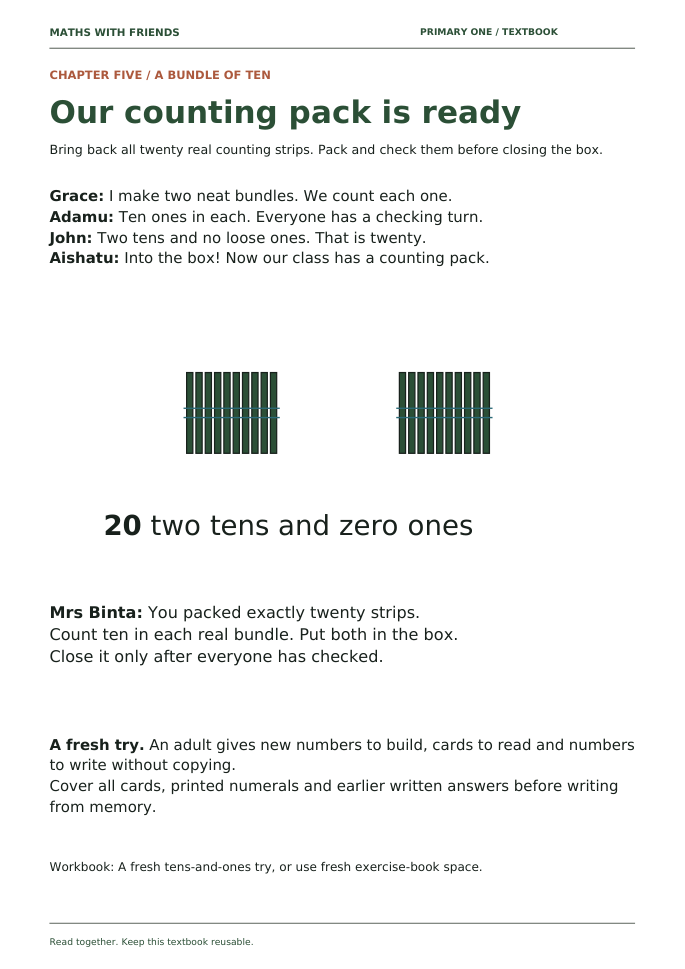 MATHS WITH FRIENDS
PRIMARY ONE / TEXTBOOK
CHAPTER FIVE / A BUNDLE OF TEN
Our counting pack is ready
Bring back all twenty real counting strips. Pack and check them before closing the box.
Grace: I make two neat bundles. We count each one.
Adamu: Ten ones in each. Everyone has a checking turn.
John: Two tens and no loose ones. That is twenty.
Aishatu: Into the box! Now our class has a counting pack.
20 two tens and zero ones
Mrs Binta: You packed exactly twenty strips.
Count ten in each real bundle. Put both in the box.
Close it only after everyone has checked.
A fresh try. An adult gives new numbers to build, cards to read and numbers
to write without copying.
Cover all cards, printed numerals and earlier written answers before writing
from memory.
Workbook: A fresh tens-and-ones try, or use fresh exercise-book space.
Read together. Keep this textbook reusable.